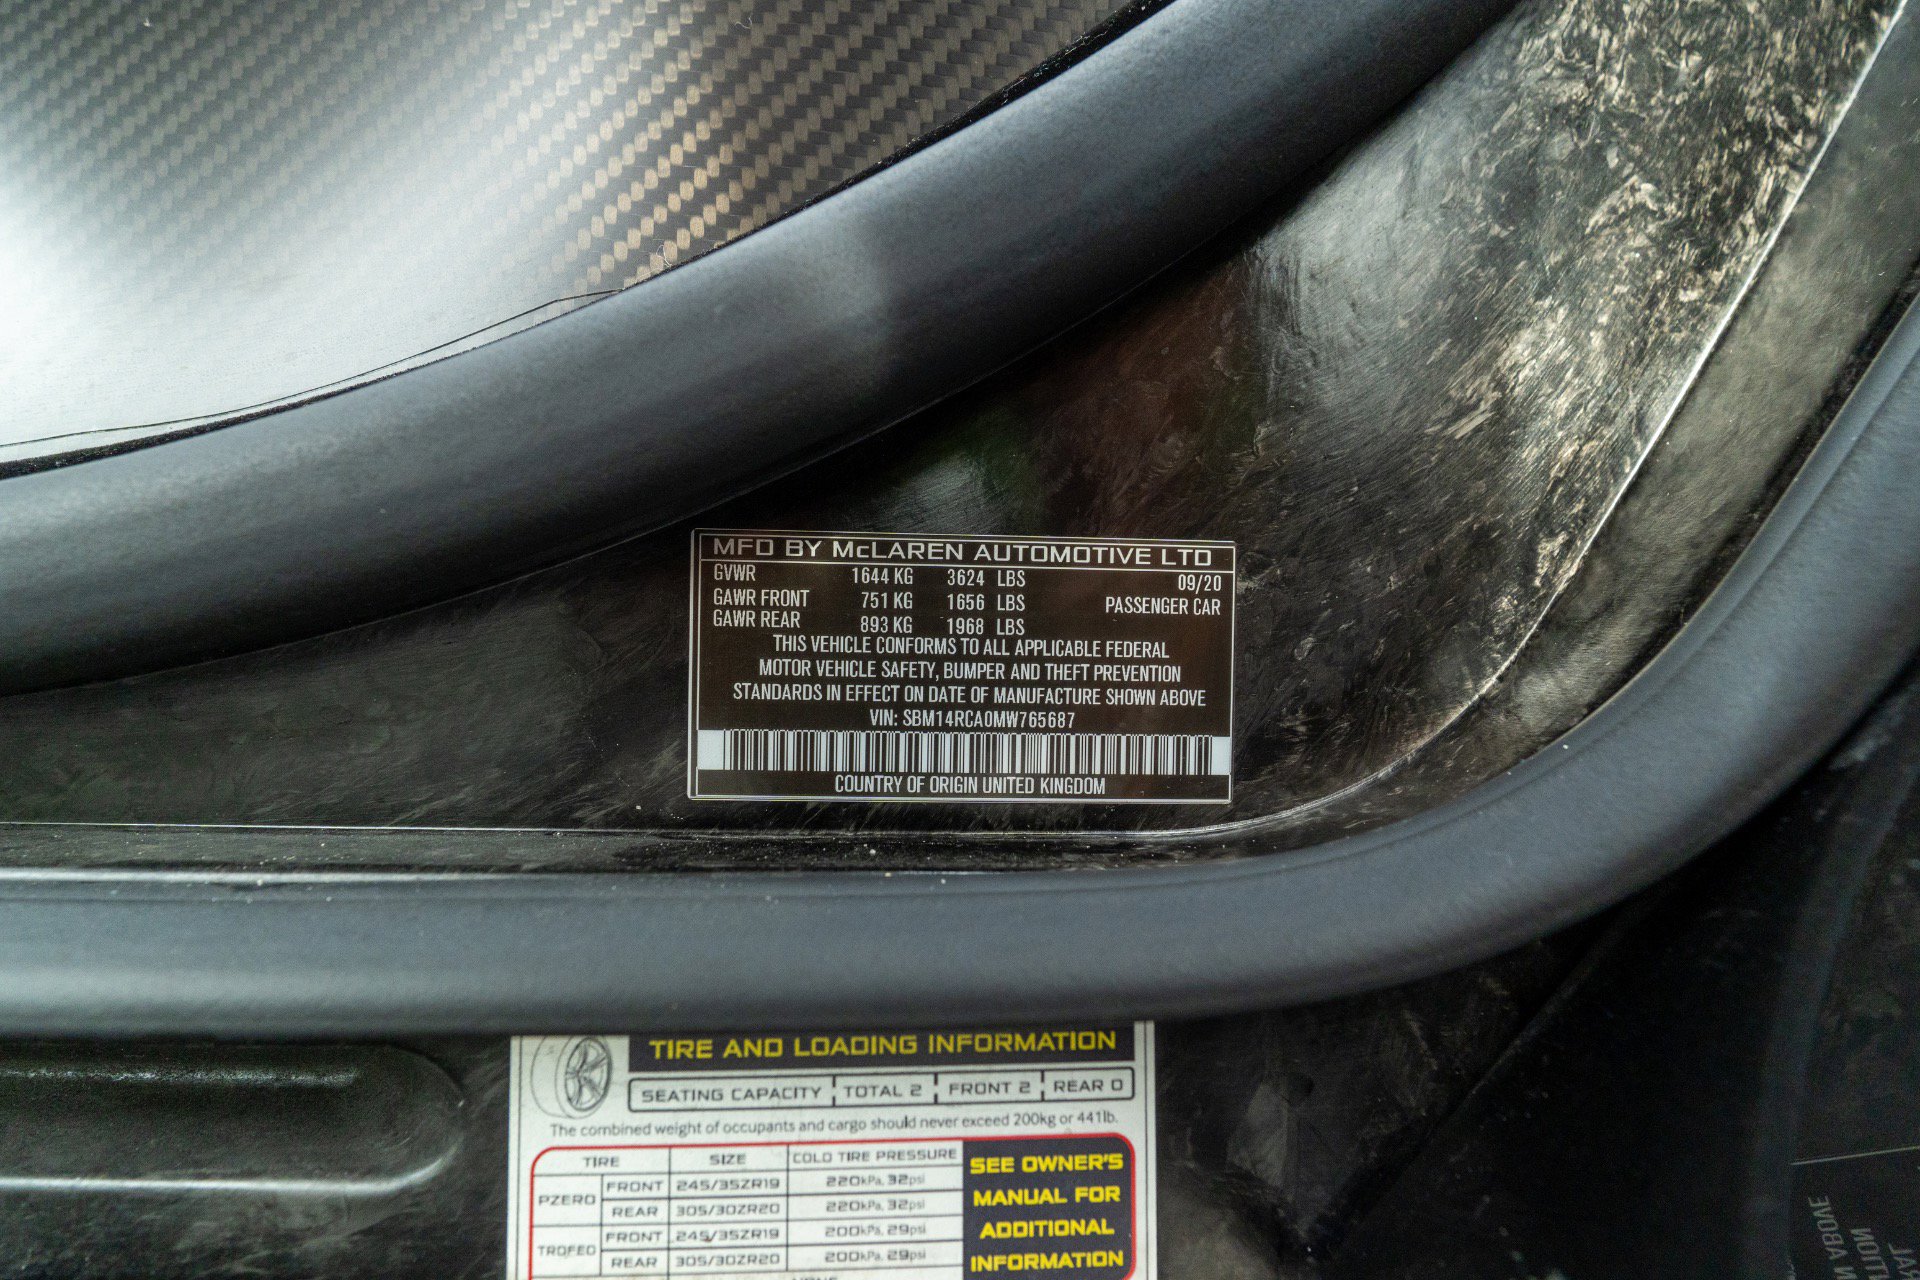 MFD BY McLAREN AUTOMOTIVE LTD
GVWR 1644 KG 3624 LBS 09/20
GAWR FRONT 751 KG 1656 LBS PASSENGER CAR
GAWR REAR 893 KG 1968 LBS
THIS VEHICLE CONFORMS TO ALL APPLICABLE FEDERAL
MOTOR VEHICLE SAFETY, BUMPER AND THEFT PREVENTION
STANDARDS IN EFFECT ON DATE OF MANUFACTURE SHOWN ABOVE
VIN: SBM14RCA0MW765687
COUNTRY OF ORIGIN UNITED KINGDOM
TIRE AND LOADING INFORMATION
SEATING CAPACITY TOTAL 2 FRONT 2 REAR 0
The combined weight of occupants and cargo should never exceed 200kg or 441lb.
TIRE SIZE COLD TIRE PRESSURE
PZERO FRONT 245/35ZR19 220kPa, 32psi
REAR 305/30ZR20 220kPa, 32psi
TROFEO FRONT 245/35ZR19 200kPa, 29psi
REAR 305/30ZR20 200kPa, 29psi
SEE OWNER'S
MANUAL FOR
ADDITIONAL
INFORMATION
ABOVE